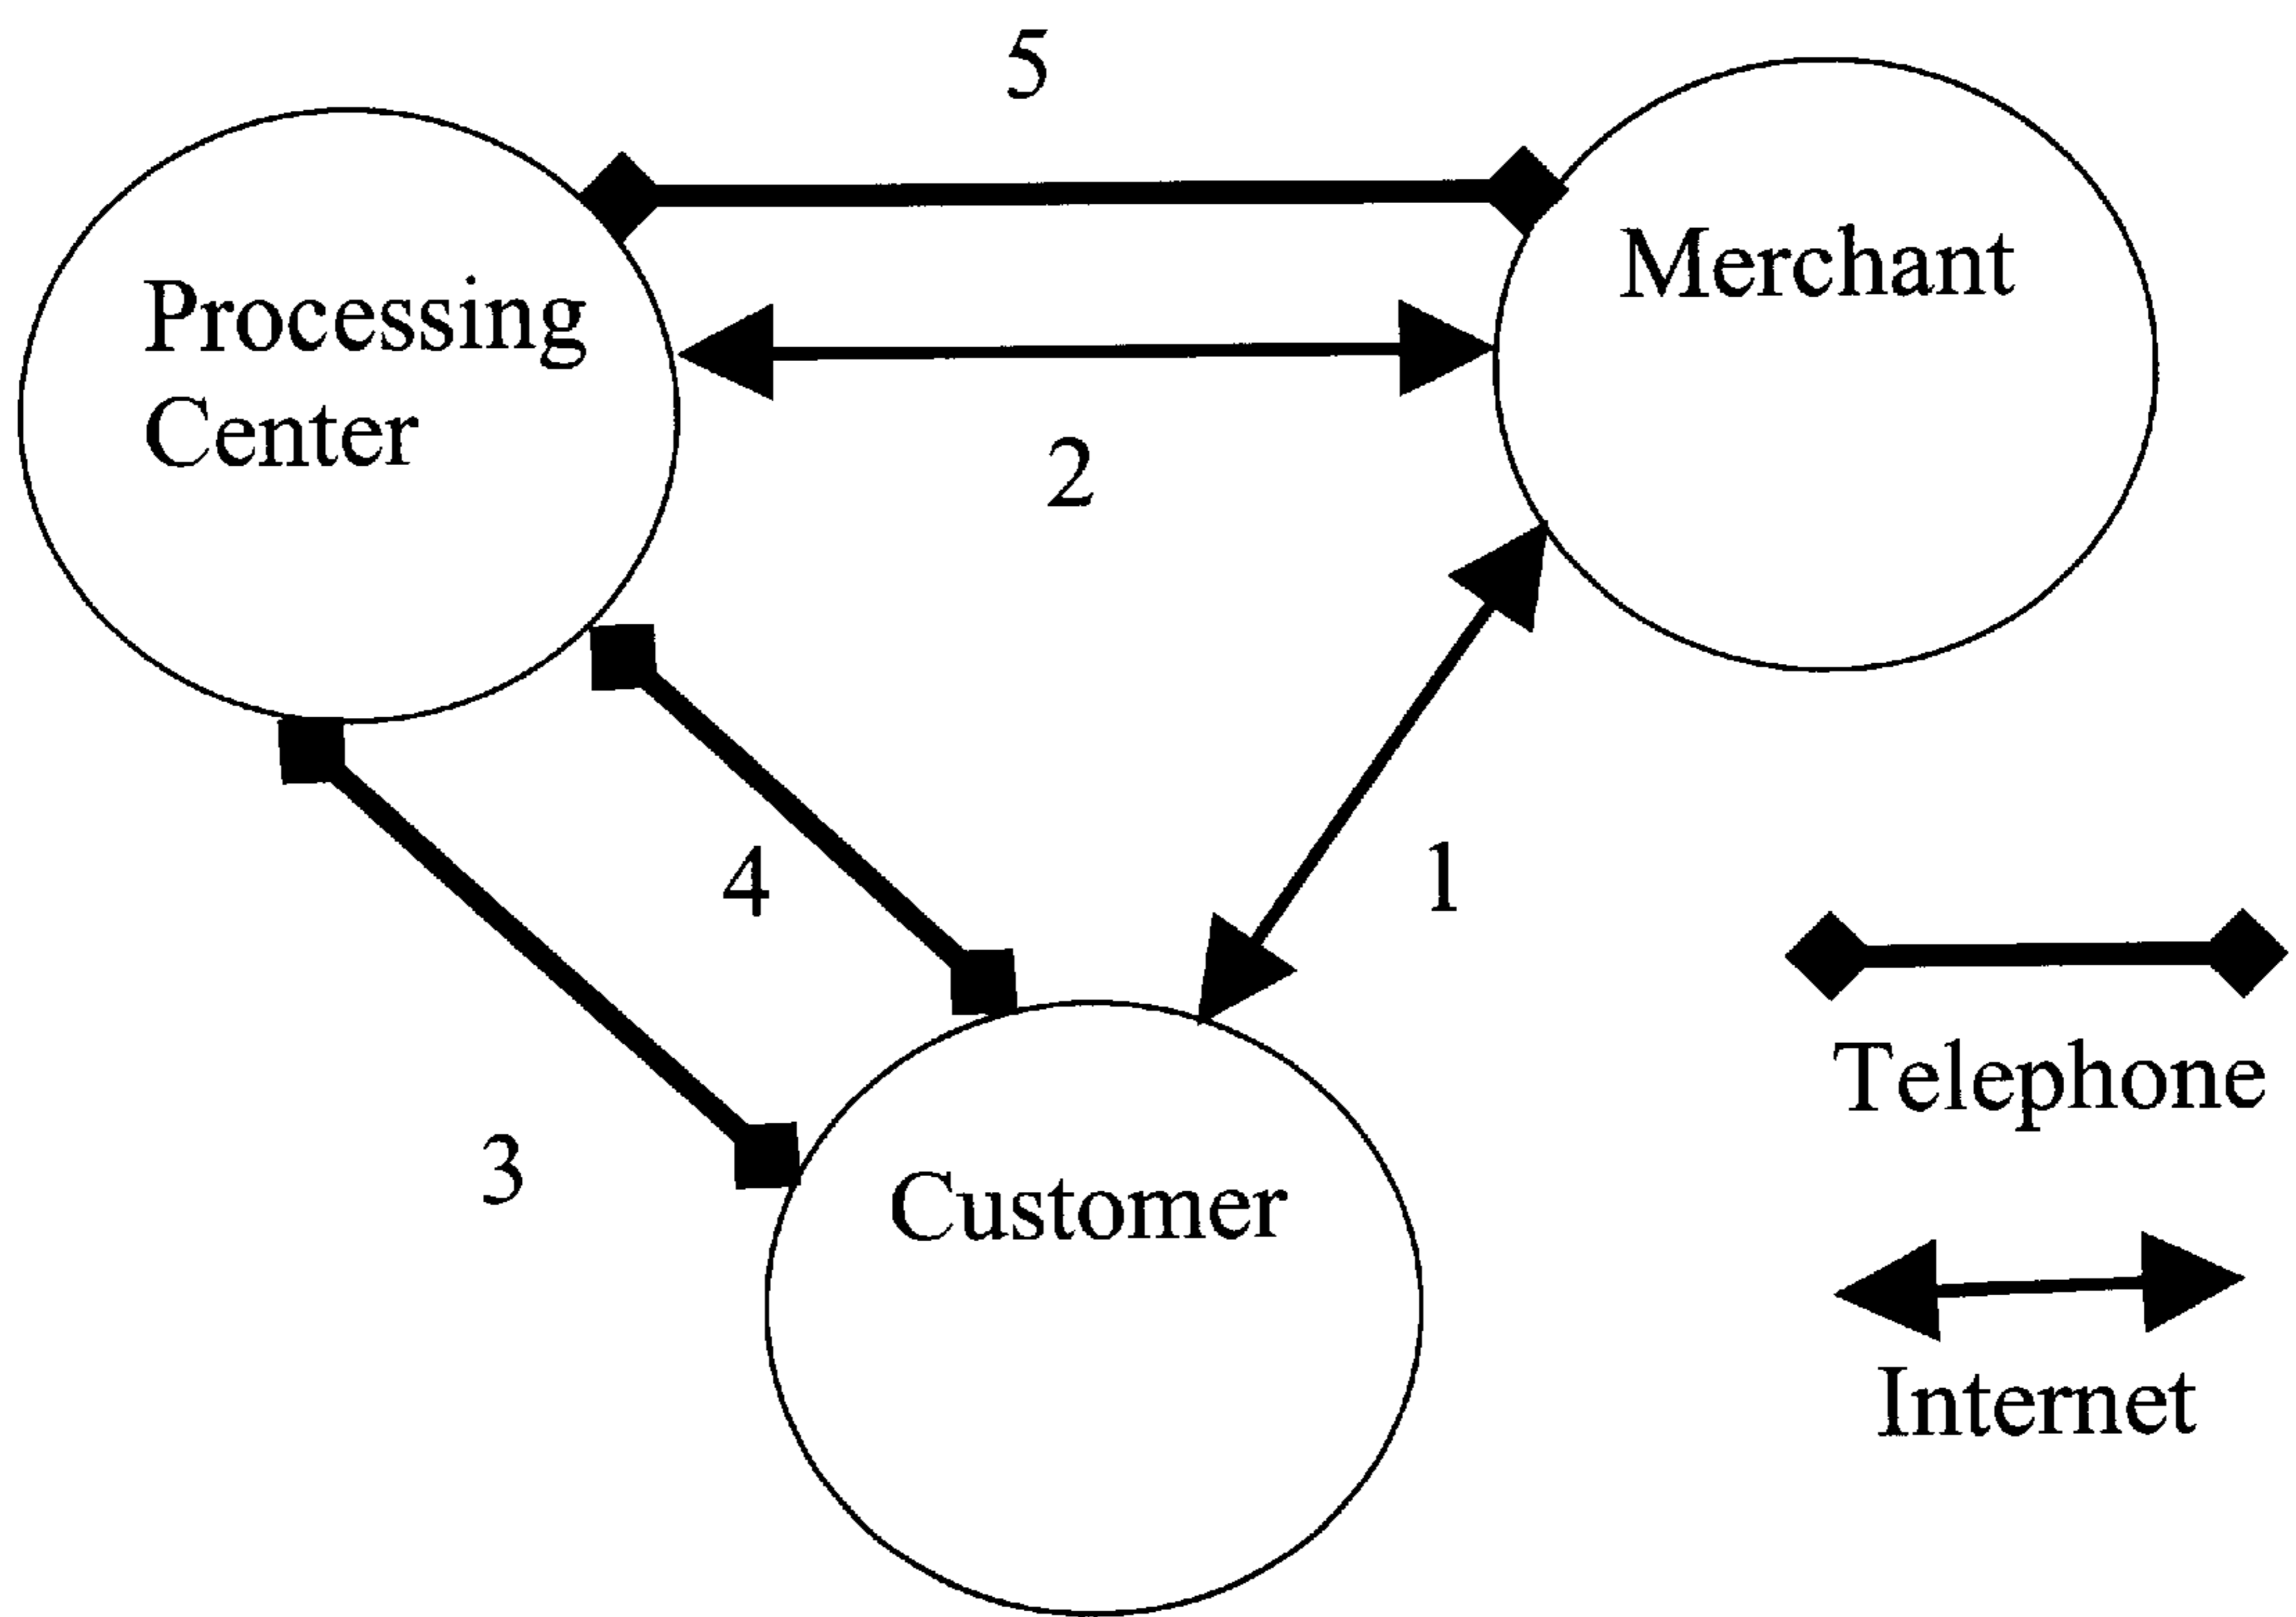 5
Processing
Center
Merchant
2
4
1
3
Customer
Telephone
Internet